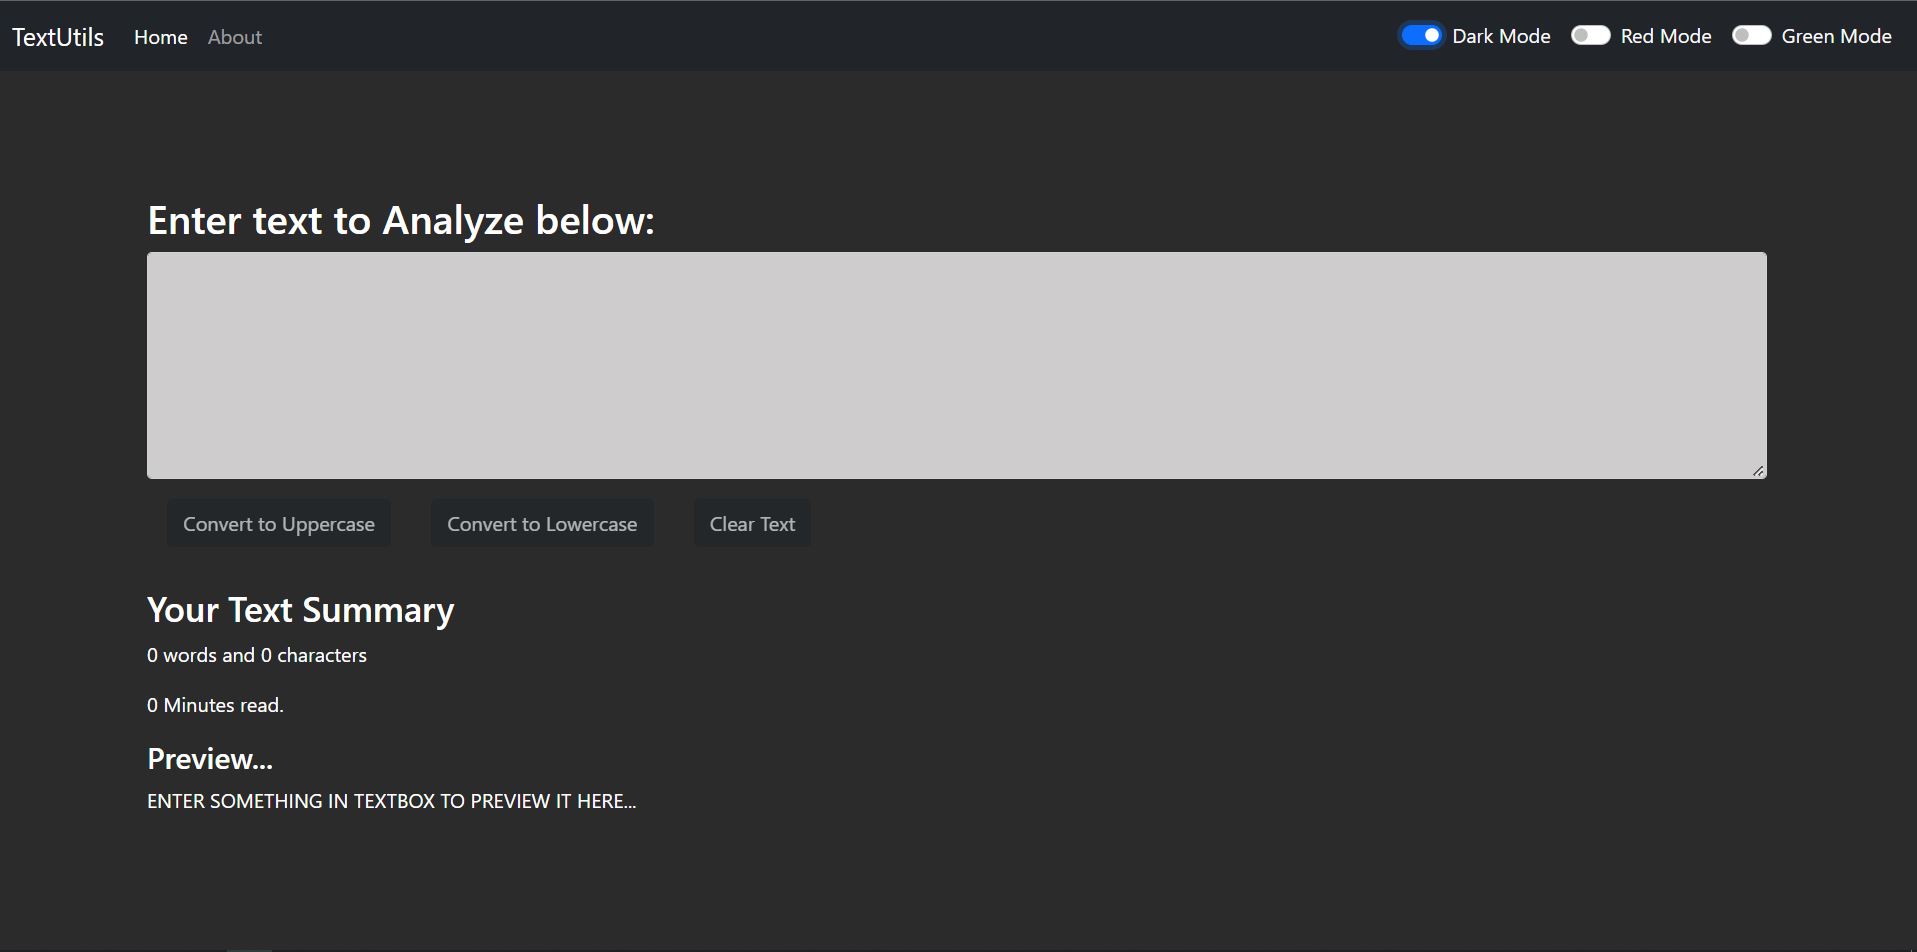 TextUtils Home About Dark Mode Red Mode Green Mode
Enter text to Analyze below:
Convert to Uppercase Convert to Lowercase Clear Text
Your Text Summary
0 words and 0 characters
0 Minutes read.
Preview...
ENTER SOMETHING IN TEXTBOX TO PREVIEW IT HERE...